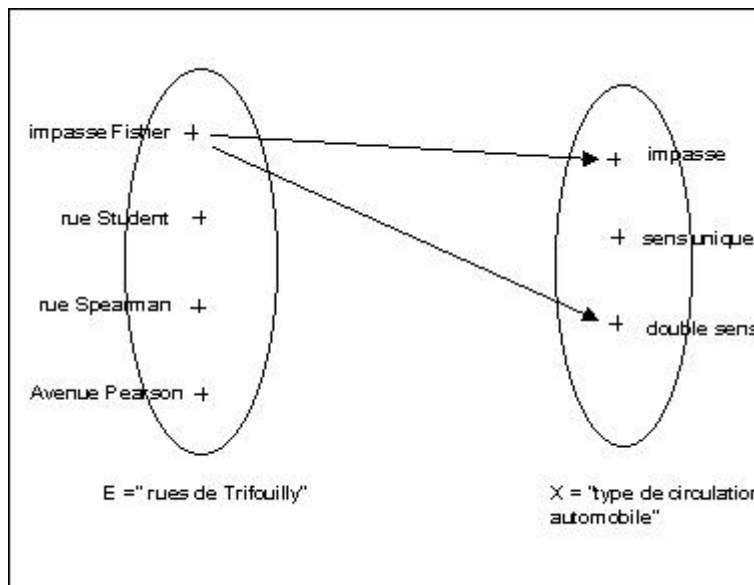 impasse Fisher
impasse
rue Student
sens unique
rue Spearman
double sens
Avenue Pearson
E =" rues de Trifouilly"
X = "type de circulation
automobile"